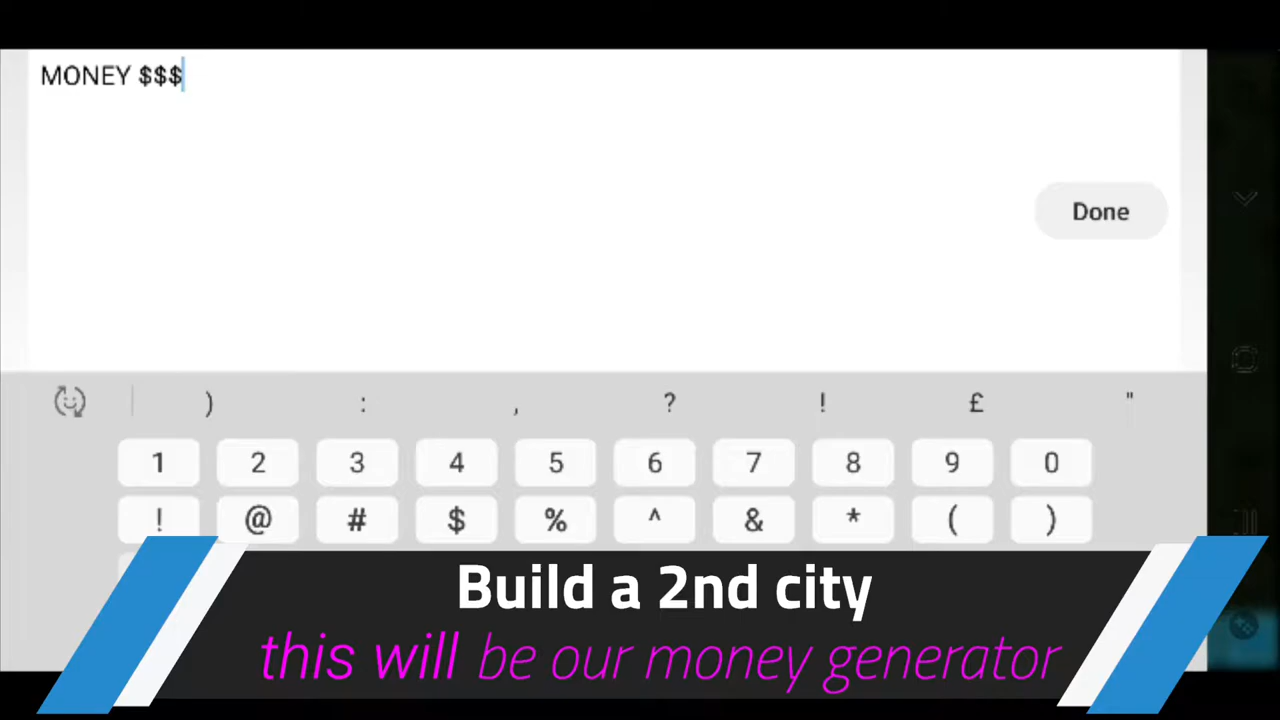 MONEY $$$
Done
) : , ? ! £ "
1 2 3 4 5 6 7 8 9 0
! @ # $ % ^ & * ( )
Build a 2nd city
this will be our money generator